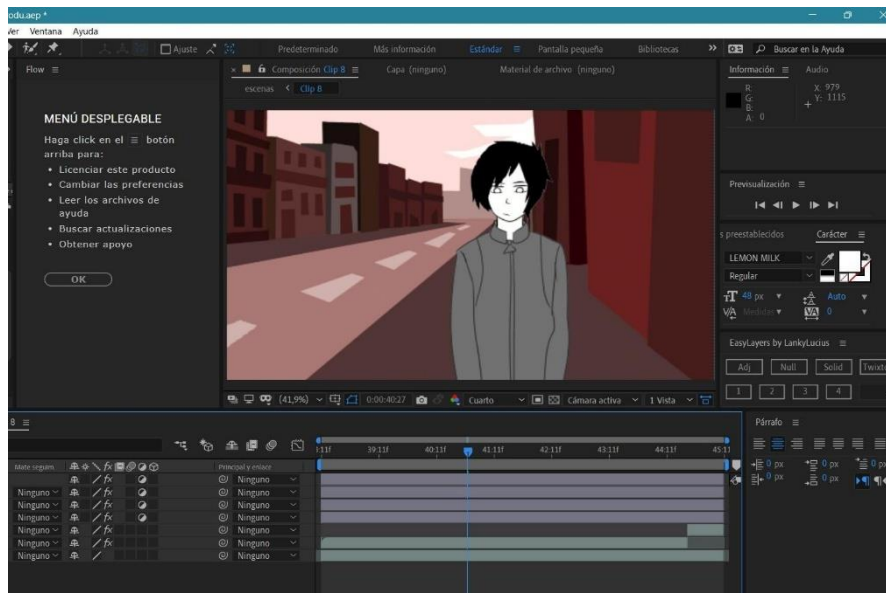 odu.aep *
Ver Ventana Ayuda
Ajuste
Predeterminado Más información Estándar Pantalla pequeña Bibliotecas
Buscar en la Ayuda
Flow
Composición Clip 8 Capa (ninguno) Material de archivo (ninguno)
escenas Clip 8
MENÚ DESPLEGABLE
Haga click en el ≡ botón
arriba para:
• Licenciar este producto
• Cambiar las preferencias
• Leer los archivos de
ayuda
• Buscar actualizaciones
• Obtener apoyo
OK
(41,9%) 0:00:40:27 Cuarto Cámara activa 1 Vista
Información Audio
R: X: 979
G: Y: 1115
B:
A: 0
Previsualización
s preestablecidos Carácter
LEMON MILK
Regular
48 px Auto
Medidas 0
EasyLayers by LankyLucius
Adj Null Solid Twixt
1 2 3 4
Párrafo
0 px 0 px 0 px
0 px 0 px
8
39:11f 40:11f 41:11f 42:11f 43:11f 44:11f 45:11
Mate seguim. Principal y enlace
Ninguno
Ninguno Ninguno
Ninguno Ninguno
Ninguno Ninguno
Ninguno Ninguno
Ninguno Ninguno
Ninguno Ninguno